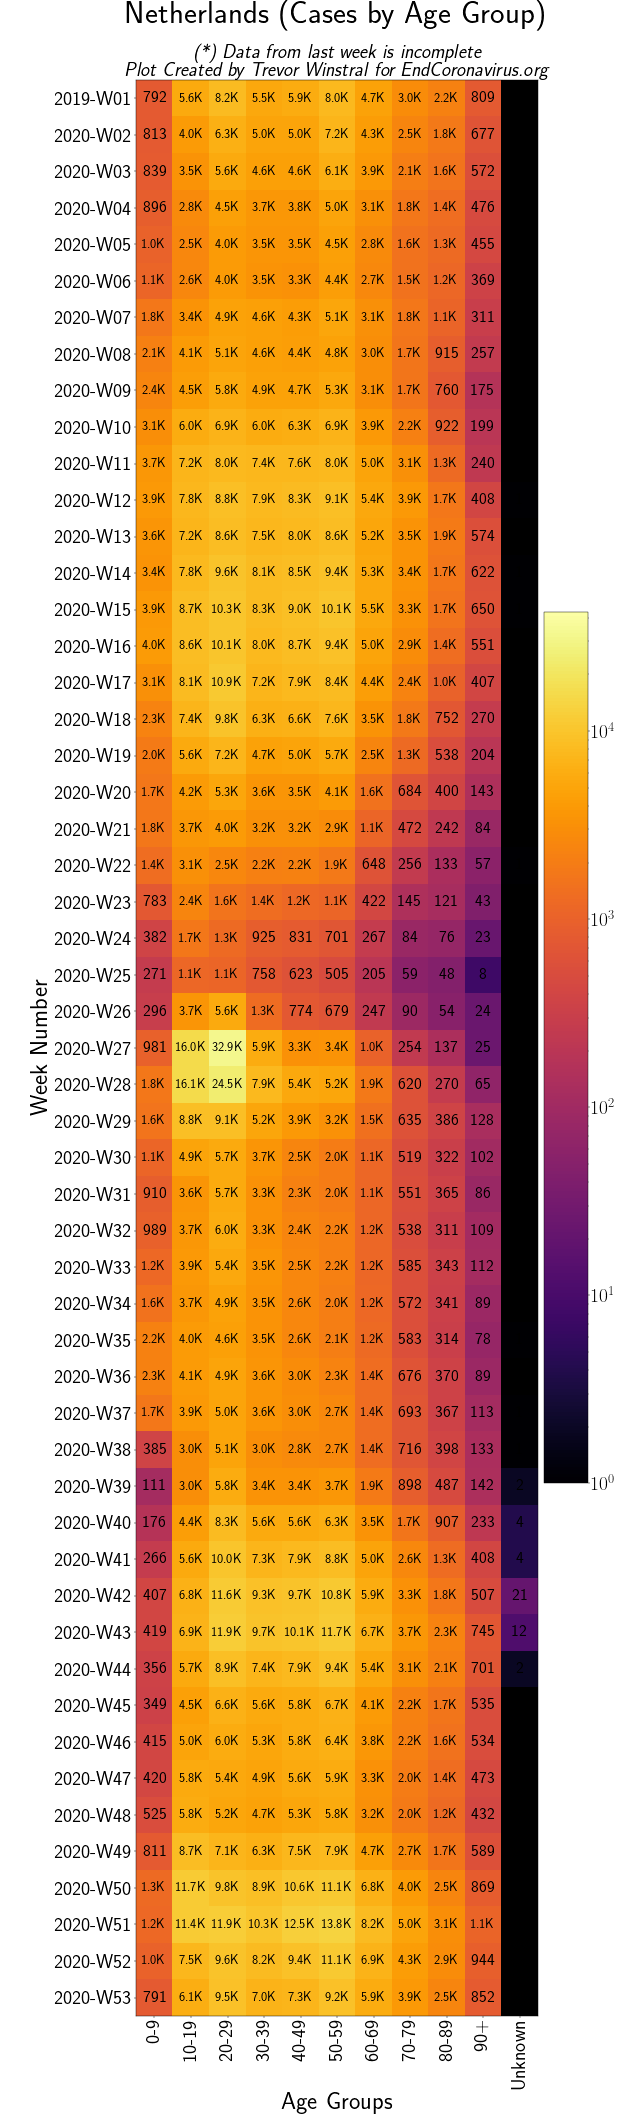 Netherlands (Cases by Age Group)
(*) Data from last week is incomplete
Plot Created by Trevor Winstral for EndCoronavirus.org
2019-W01 792 5.6K 8.2K 5.5K 5.9K 8.0K 4.7K 3.0K 2.2K 809
2020-W02 813 4.0K 6.3K 5.0K 5.0K 7.2K 4.3K 2.5K 1.8K 677
2020-W03 839 3.5K 5.6K 4.6K 4.6K 6.1K 3.9K 2.1K 1.6K 572
2020-W04 896 2.8K 4.5K 3.7K 3.8K 5.0K 3.1K 1.8K 1.4K 476
2020-W05 1.0K 2.5K 4.0K 3.5K 3.5K 4.5K 2.8K 1.6K 1.3K 455
2020-W06 1.1K 2.6K 4.0K 3.5K 3.3K 4.4K 2.7K 1.5K 1.2K 369
2020-W07 1.8K 3.4K 4.9K 4.6K 4.3K 5.1K 3.1K 1.8K 1.1K 311
2020-W08 2.1K 4.1K 5.1K 4.6K 4.4K 4.8K 3.0K 1.7K 915 257
2020-W09 2.4K 4.5K 5.8K 4.9K 4.7K 5.3K 3.1K 1.7K 760 175
2020-W10 3.1K 6.0K 6.9K 6.0K 6.3K 6.9K 3.9K 2.2K 922 199
2020-W11 3.7K 7.2K 8.0K 7.4K 7.6K 8.0K 5.0K 3.1K 1.3K 240
2020-W12 3.9K 7.8K 8.8K 7.9K 8.3K 9.1K 5.4K 3.9K 1.7K 408
2020-W13 3.6K 7.2K 8.6K 7.5K 8.0K 8.6K 5.2K 3.5K 1.9K 574
2020-W14 3.4K 7.8K 9.6K 8.1K 8.5K 9.4K 5.3K 3.4K 1.7K 622
2020-W15 3.9K 8.7K 10.3K 8.3K 9.0K 10.1K 5.5K 3.3K 1.7K 650
2020-W16 4.0K 8.6K 10.1K 8.0K 8.7K 9.4K 5.0K 2.9K 1.4K 551
2020-W17 3.1K 8.1K 10.9K 7.2K 7.9K 8.4K 4.4K 2.4K 1.0K 407
2020-W18 2.3K 7.4K 9.8K 6.3K 6.6K 7.6K 3.5K 1.8K 752 270
2020-W19 2.0K 5.6K 7.2K 4.7K 5.0K 5.7K 2.5K 1.3K 538 204
2020-W20 1.7K 4.2K 5.3K 3.6K 3.5K 4.1K 1.6K 684 400 143
2020-W21 1.8K 3.7K 4.0K 3.2K 3.2K 2.9K 1.1K 472 242 84
2020-W22 1.4K 3.1K 2.5K 2.2K 2.2K 1.9K 648 256 133 57
2020-W23 783 2.4K 1.6K 1.4K 1.2K 1.1K 422 145 121 43
2020-W24 382 1.7K 1.3K 925 831 701 267 84 76 23
2020-W25 271 1.1K 1.1K 758 623 505 205 59 48 8
2020-W26 296 3.7K 5.6K 1.3K 774 679 247 90 54 24
2020-W27 981 16.0K 32.9K 5.9K 3.3K 3.4K 1.0K 254 137 25
2020-W28 1.8K 16.1K 24.5K 7.9K 5.4K 5.2K 1.9K 620 270 65
2020-W29 1.6K 8.8K 9.1K 5.2K 3.9K 3.2K 1.5K 635 386 128
2020-W30 1.1K 4.9K 5.7K 3.7K 2.5K 2.0K 1.1K 519 322 102
2020-W31 910 3.6K 5.7K 3.3K 2.3K 2.0K 1.1K 551 365 86
2020-W32 989 3.7K 6.0K 3.3K 2.4K 2.2K 1.2K 538 311 109
2020-W33 1.2K 3.9K 5.4K 3.5K 2.5K 2.2K 1.2K 585 343 112
2020-W34 1.6K 3.7K 4.9K 3.5K 2.6K 2.0K 1.2K 572 341 89
2020-W35 2.2K 4.0K 4.6K 3.5K 2.6K 2.1K 1.2K 583 314 78
2020-W36 2.3K 4.1K 4.9K 3.6K 3.0K 2.3K 1.4K 676 370 89
2020-W37 1.7K 3.9K 5.0K 3.6K 3.0K 2.7K 1.4K 693 367 113
2020-W38 385 3.0K 5.1K 3.0K 2.8K 2.7K 1.4K 716 398 133
2020-W39 111 3.0K 5.8K 3.4K 3.4K 3.7K 1.9K 898 487 142 2
2020-W40 176 4.4K 8.3K 5.6K 5.6K 6.3K 3.5K 1.7K 907 233 4
2020-W41 266 5.6K 10.0K 7.3K 7.9K 8.8K 5.0K 2.6K 1.3K 408 4
2020-W42 407 6.8K 11.6K 9.3K 9.7K 10.8K 5.9K 3.3K 1.8K 507 21
2020-W43 419 6.9K 11.9K 9.7K 10.1K 11.7K 6.7K 3.7K 2.3K 745 12
2020-W44 356 5.7K 8.9K 7.4K 7.9K 9.4K 5.4K 3.1K 2.1K 701 2
2020-W45 349 4.5K 6.6K 5.6K 5.8K 6.7K 4.1K 2.2K 1.7K 535
2020-W46 415 5.0K 6.0K 5.3K 5.8K 6.4K 3.8K 2.2K 1.6K 534
2020-W47 420 5.8K 5.4K 4.9K 5.6K 5.9K 3.3K 2.0K 1.4K 473
2020-W48 525 5.8K 5.2K 4.7K 5.3K 5.8K 3.2K 2.0K 1.2K 432
2020-W49 811 8.7K 7.1K 6.3K 7.5K 7.9K 4.7K 2.7K 1.7K 589
2020-W50 1.3K 11.7K 9.8K 8.9K 10.6K 11.1K 6.8K 4.0K 2.5K 869
2020-W51 1.2K 11.4K 11.9K 10.3K 12.5K 13.8K 8.2K 5.0K 3.1K 1.1K
2020-W52 1.0K 7.5K 9.6K 8.2K 9.4K 11.1K 6.9K 4.3K 2.9K 944
2020-W53 791 6.1K 9.5K 7.0K 7.3K 9.2K 5.9K 3.9K 2.5K 852
0-9 10-19 20-29 30-39 40-49 50-59 60-69 70-79 80-89 90+ Unknown
Age Groups
Week Number
10⁴
10³
10²
10¹
10⁰